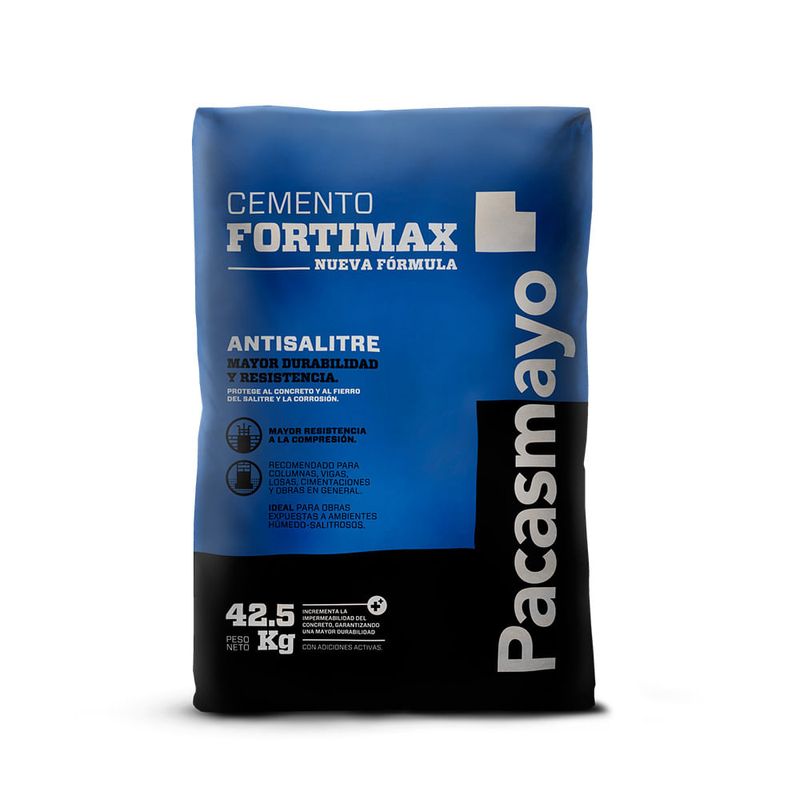 CEMENTO
FORTIMAX
NUEVA FÓRMULA
ANTISALITRE
MAYOR DURABILIDAD
Y RESISTENCIA.
PROTEGE AL CONCRETO Y AL FIERRO
DEL SALITRE Y LA CORROSIÓN.
MAYOR RESISTENCIA
A LA COMPRESIÓN.
RECOMENDADO PARA
COLUMNAS, VIGAS,
LOSAS, CIMENTACIONES
Y OBRAS EN GENERAL.
IDEAL PARA OBRAS
EXPUESTAS A AMBIENTES
HÚMEDO-SALITROSOS.
Pacasmayo
42.5
PESO
NETO
Kg
INCREMENTA LA
IMPERMEABILIDAD DEL
CONCRETO, GARANTIZANDO
UNA MAYOR DURABILIDAD
CON ADICIONES ACTIVAS.